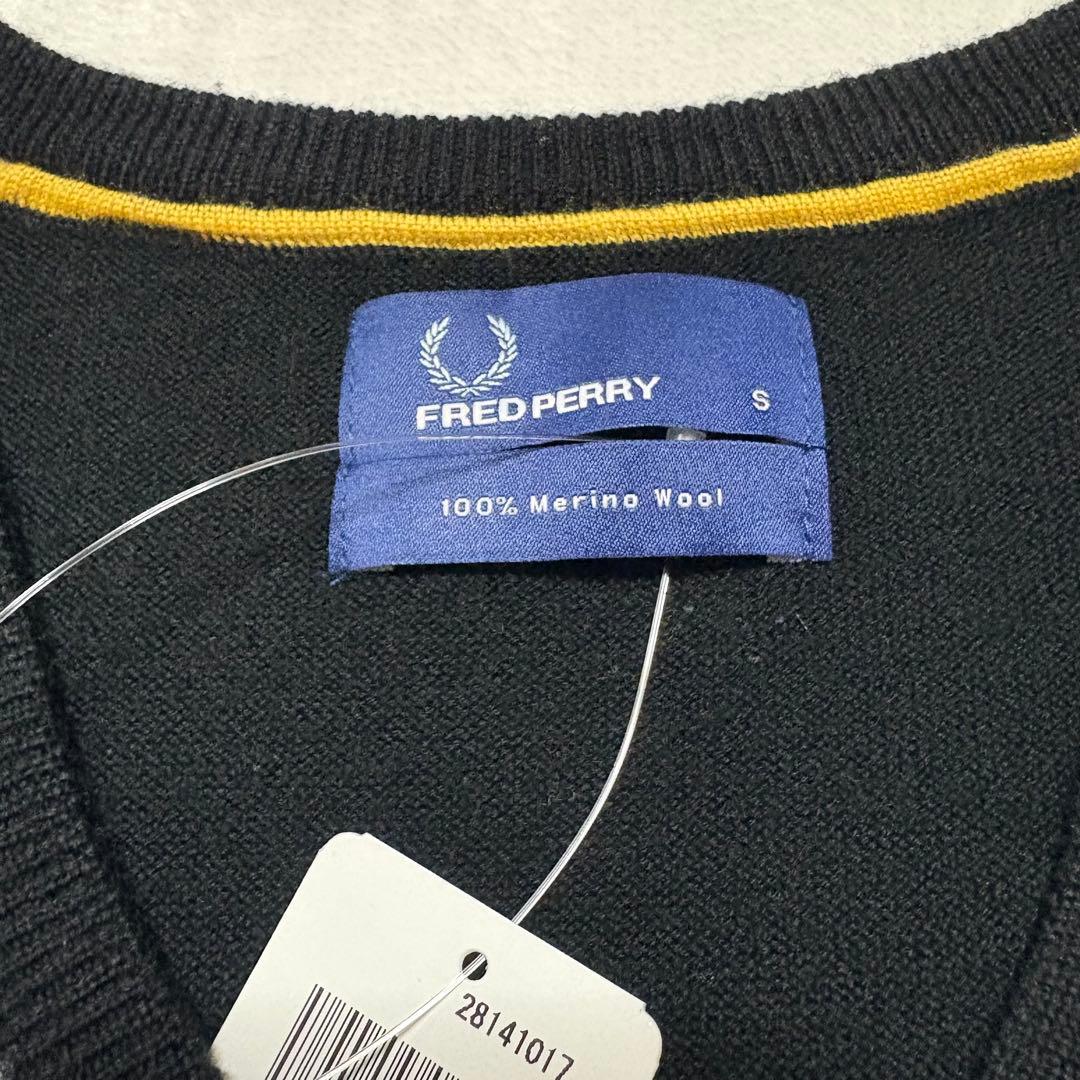 FRED PERRY
S
100% Merino Wool
28141017